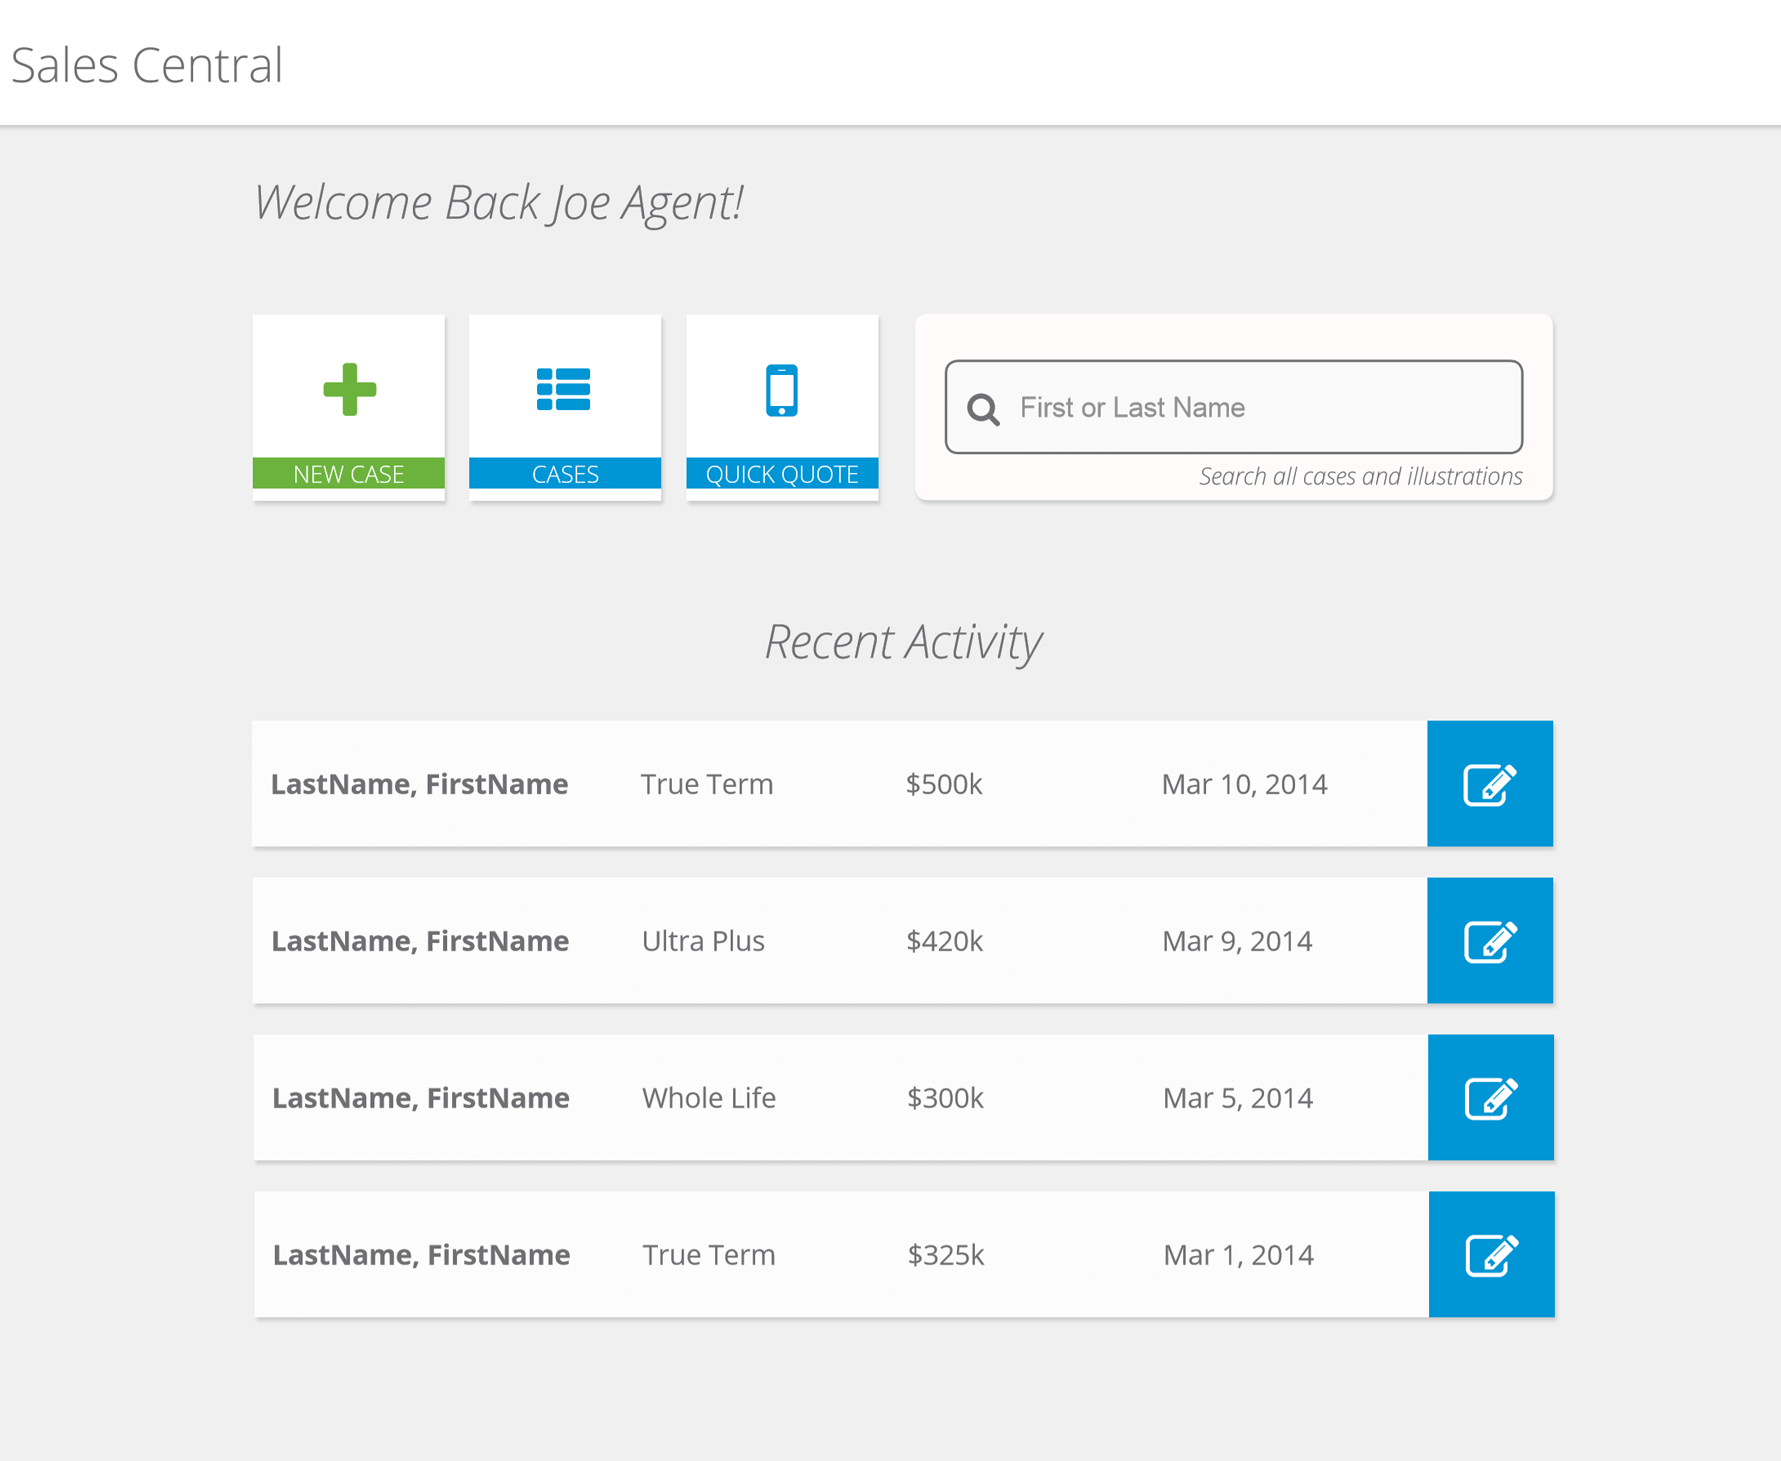 Sales Central
Welcome Back Joe Agent!
NEW CASE
CASES
QUICK QUOTE
First or Last Name
Search all cases and illustrations
Recent Activity
LastName, FirstName True Term $500k Mar 10, 2014
LastName, FirstName Ultra Plus $420k Mar 9, 2014
LastName, FirstName Whole Life $300k Mar 5, 2014
LastName, FirstName True Term $325k Mar 1, 2014